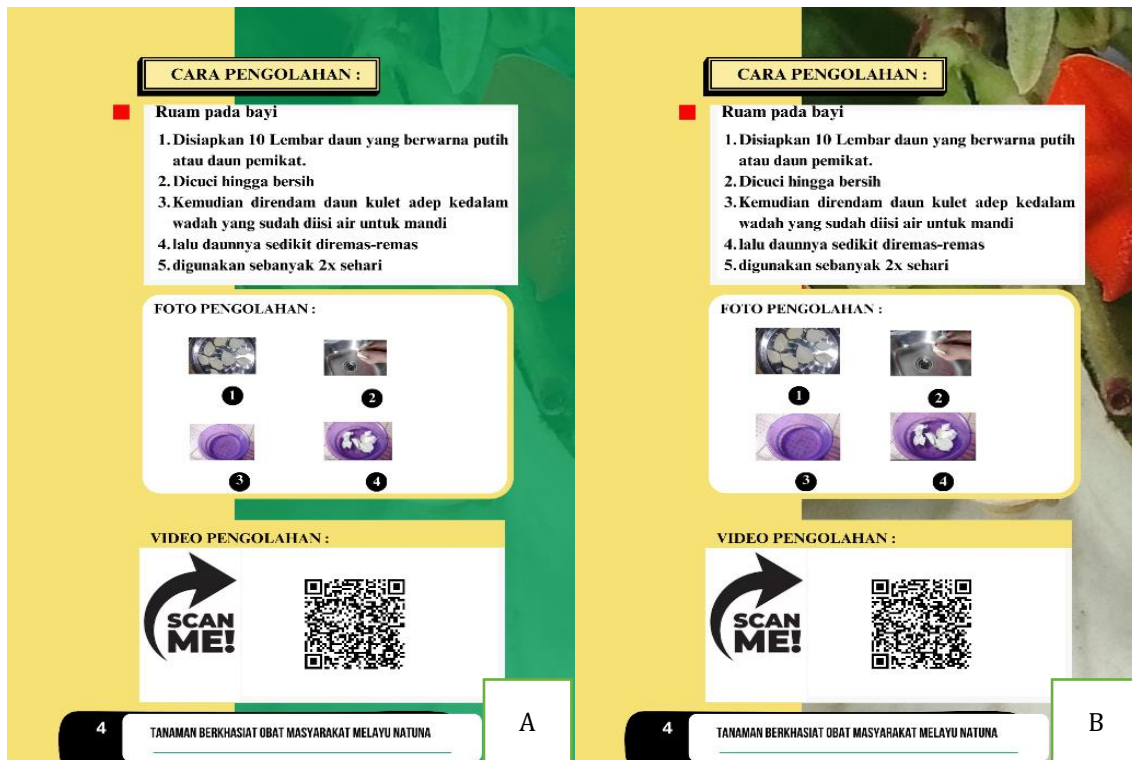 CARA PENGOLAHAN :
Ruam pada bayi
1. Disiapkan 10 Lembar daun yang berwarna putih
atau daun pemikat.
2. Dicuci hingga bersih
3. Kemudian direndam daun kulet adep kedalam
wadah yang sudah diisi air untuk mandi
4. lalu daunnya sedikit diremas-remas
5. digunakan sebanyak 2x sehari
FOTO PENGOLAHAN :
1
2
3
4
VIDEO PENGOLAHAN :
SCAN
ME!
4
TANAMAN BERKHASIAT OBAT MASYARAKAT MELAYU NATUNA
A
CARA PENGOLAHAN :
Ruam pada bayi
1. Disiapkan 10 Lembar daun yang berwarna putih
atau daun pemikat.
2. Dicuci hingga bersih
3. Kemudian direndam daun kulet adep kedalam
wadah yang sudah diisi air untuk mandi
4. lalu daunnya sedikit diremas-remas
5. digunakan sebanyak 2x sehari
FOTO PENGOLAHAN :
1
2
3
4
VIDEO PENGOLAHAN :
SCAN
ME!
4
TANAMAN BERKHASIAT OBAT MASYARAKAT MELAYU NATUNA
B